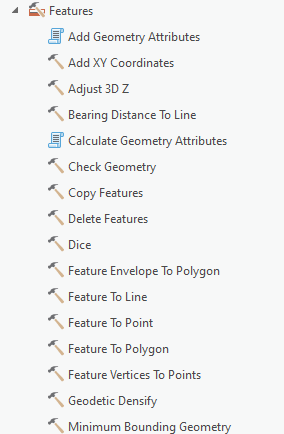 Features
Add Geometry Attributes
Add XY Coordinates
Adjust 3D Z
Bearing Distance To Line
Calculate Geometry Attributes
Check Geometry
Copy Features
Delete Features
Dice
Feature Envelope To Polygon
Feature To Line
Feature To Point
Feature To Polygon
Feature Vertices To Points
Geodetic Densify
Minimum Bounding Geometry